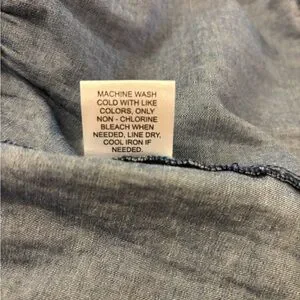 MACHINE WASH
COLD WITH LIKE
COLORS, ONLY
NON - CHLORINE
BLEACH WHEN
NEEDED, LINE DRY,
COOL IRON IF
NEEDED.